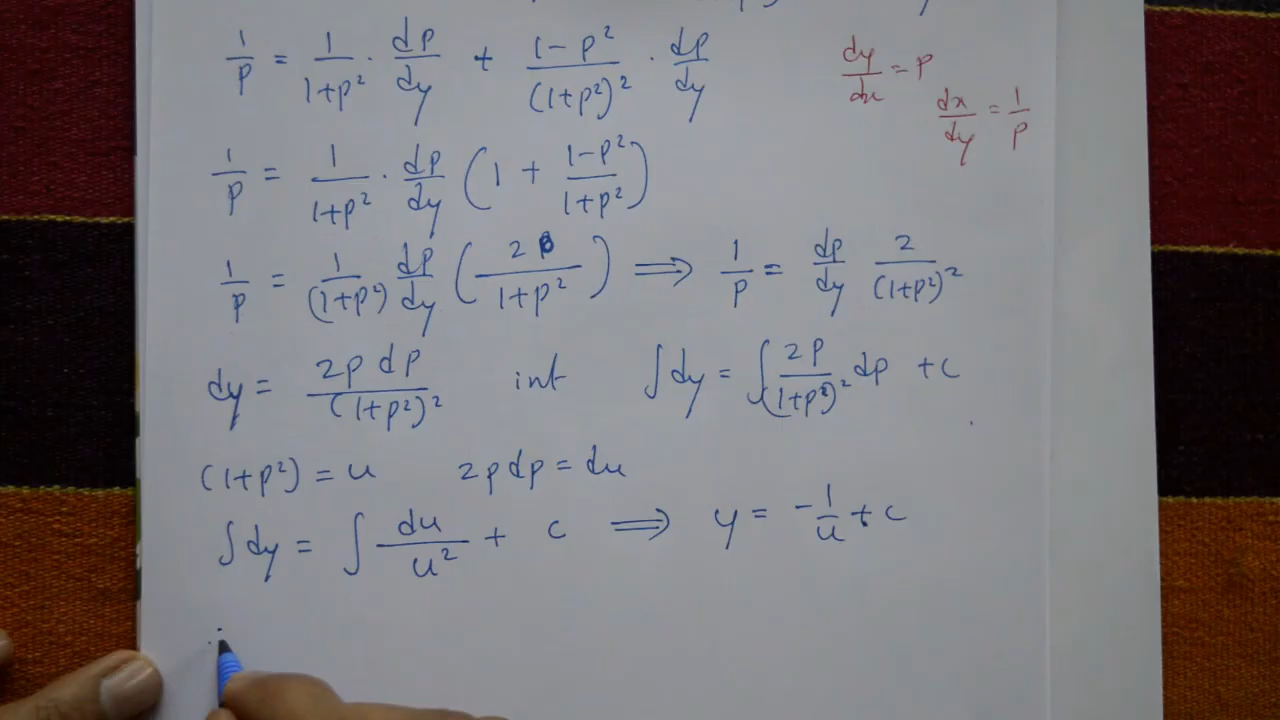 1/p = 1/(1+p²) · dp/dy + (1-p²)/(1+p²)² · dp/dy
dy/dx = p
dx/dy = 1/p
1/p = 1/(1+p²) · dp/dy (1 + (1-p²)/(1+p²))
1/p = 1/(1+p²) dp/dy (2/(1+p²)) ⟹ 1/p = dp/dy 2/(1+p²)²
dy = 2p dp/(1+p²)² int ∫dy = ∫ 2p/(1+p²)² dp + c
(1+p²) = u 2p dp = du
∫dy = ∫ du/u² + c ⟹ y = -1/u + c